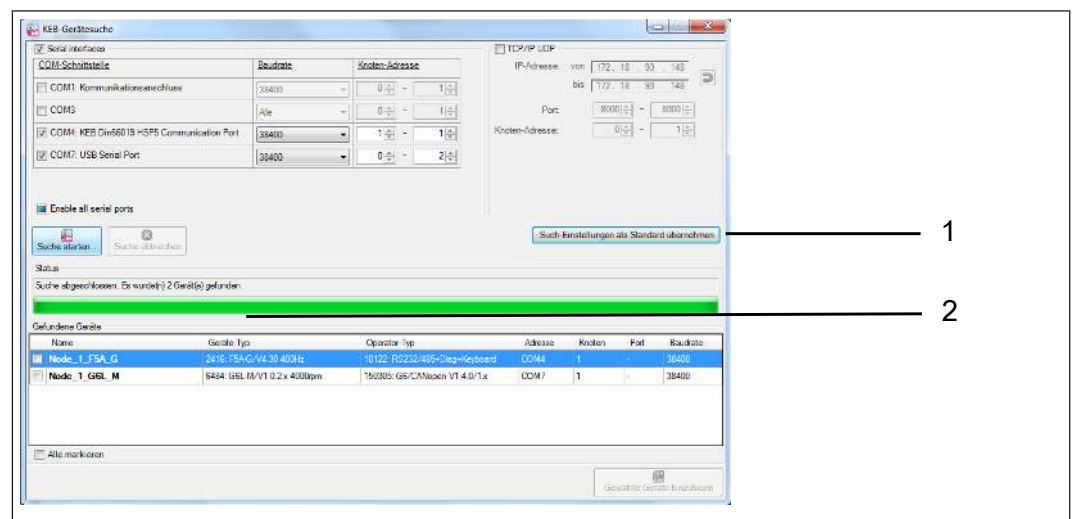 KEB-Gerätesuche
Serial interfaces
COM-Schnittstelle Baudrate Knoten-Adresse
COM1: Kommunikationsanschluss 38400 0 - 1
COM3 Alle 0 - 1
COM4: KEB Din66019 HSP5 Communication Port 38400 1 - 1
COM7: USB Serial Port 38400 0 - 2
Enable all serial ports
TCP/IP UDP
IP-Adresse: von 172 . 18 . 93 . 148
bis 172 . 18 . 93 . 148
Port: 8000 - 8000
Knoten-Adresse: 0 - 1
Suche starten Suche abbrechen
Such-Einstellungen als Standard übernehmen
1
Status
Suche abgeschlossen. Es wurde(n) 2 Gerät(e) gefunden.
2
Gefundene Geräte
Name Geräte-Typ Operator-Typ Adresse Knoten Port Baudrate
Node_1_F5A_G 2416: F5A-G/V4.30 400Hz 10122: RS232/485+Diag+Keyboard COM4 1 - 38400
Node_1_G6L_M 6484: G6L-M/V1.0.2 x 4000rpm 150305: G6/CANopen V1.4.0/1.x COM7 1 - 38400
Alle markieren
Gewählte Geräte hinzufügen